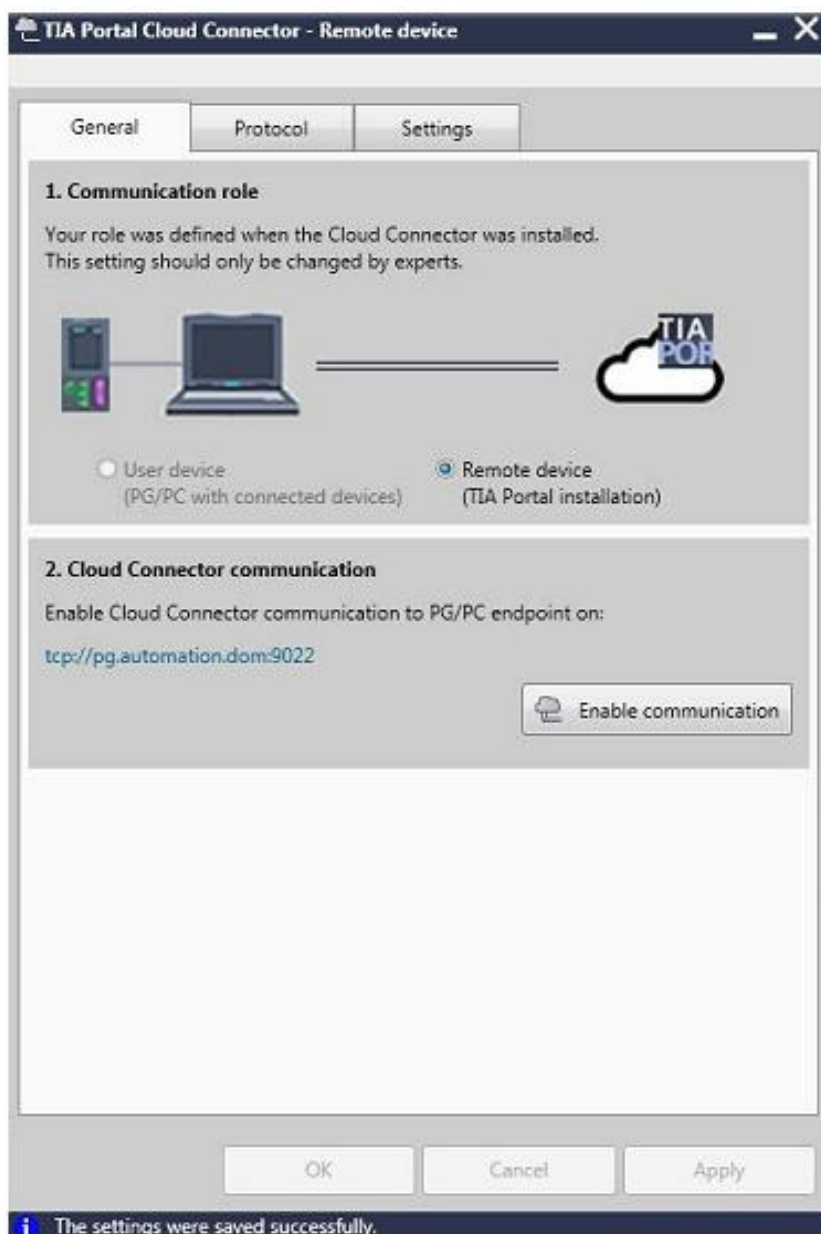 TIA Portal Cloud Connector - Remote device
General
Protocol
Settings
1. Communication role
Your role was defined when the Cloud Connector was installed.
This setting should only be changed by experts.
TIA
POR
User device
(PG/PC with connected devices)
Remote device
(TIA Portal installation)
2. Cloud Connector communication
Enable Cloud Connector communication to PG/PC endpoint on:
tcp://pg.automation.dom:9022
Enable communication
OK
Cancel
Apply
The settings were saved successfully.